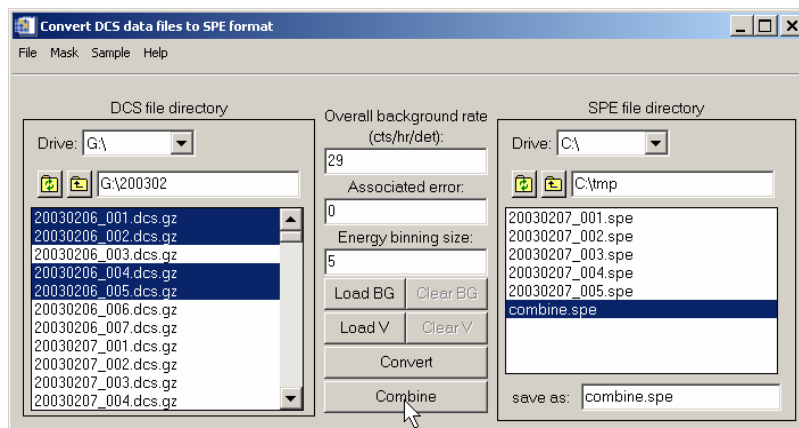 Convert DCS data files to SPE format
File Mask Sample Help
DCS file directory
Drive: G:\
G:\200302
20030206_001.dcs.gz
20030206_002.dcs.gz
20030206_003.dcs.gz
20030206_004.dcs.gz
20030206_005.dcs.gz
20030206_006.dcs.gz
20030206_007.dcs.gz
20030207_001.dcs.gz
20030207_002.dcs.gz
20030207_003.dcs.gz
20030207_004.dcs.gz
Overall background rate
(cts/hr/det):
29
Associated error:
0
Energy binning size:
5
Load BG Clear BG
Load V Clear V
Convert
Combine
SPE file directory
Drive: C:\
C:\tmp
20030207_001.spe
20030207_002.spe
20030207_003.spe
20030207_004.spe
20030207_005.spe
combine.spe
save as: combine.spe